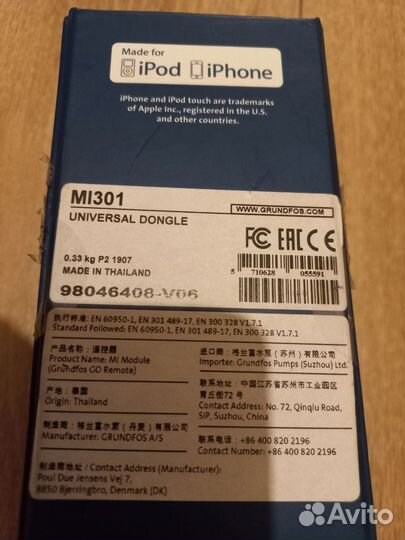 Made for
iPod iPhone
iPhone and iPod touch are trademarks
of Apple Inc., registered in the U.S.
and other countries.
MI301
UNIVERSAL DONGLE
WWW.GRUNDFOS.COM
FC EAC CE
0.33 kg P2 1907
MADE IN THAILAND
5 710628 055591
98046408-V06
执行标准: EN 60950-1, EN 301 489-17, EN 300 328 V1.7.1
Standard Followed: EN 60950-1, EN 301 489-17, EN 300 328 V1.7.1
产品名称: 遥控器
Product Name: MI Module
(Grundfos GO Remote)
产地: 泰国
Origin: Thailand
制造商: 格兰富水泵 (丹麦) 有限公司
Manufacturer: GRUNDFOS A/S
联系地址 / Contact Address (Manufacturer):
Poul Due Jensens Vej 7,
8850 Bjerringbro, Denmark (DK)
进口商: 格兰富水泵 (苏州) 有限公司
Importer: Grundfos Pumps (Suzhou) Ltd.
联系地址: 中国江苏省苏州市工业园区
青丘街72号
Contact Address: No. 72, Qingqiu Road,
SIP, Suzhou, China
联系电话: +86 400 820 2196
Contact Number: +86 400 820 2196
Avito